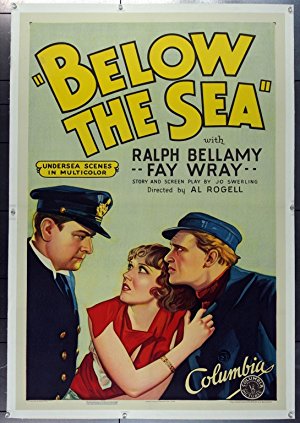 "BELOW
THE SEA"
with
UNDERSEA SCENES
IN MULTICOLOR
RALPH BELLAMY
--FAY WRAY--
STORY AND SCREEN PLAY BY JO SWERLING
Directed by AL ROGELL
Columbia